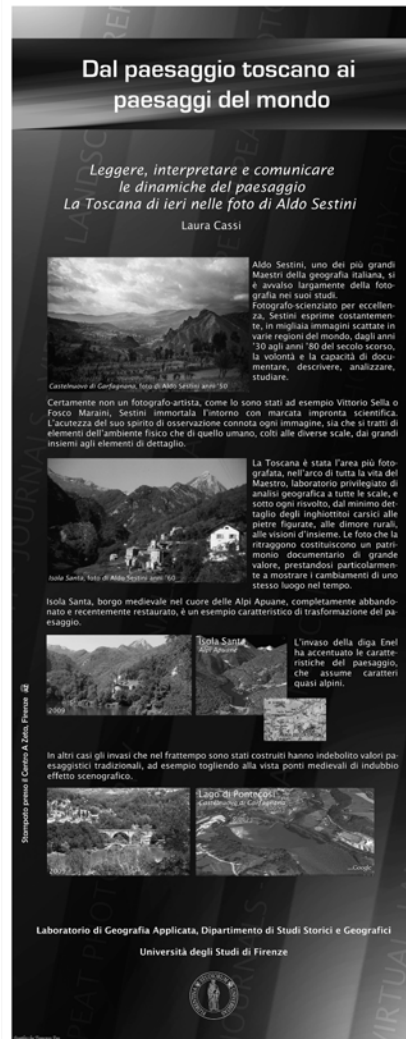 Dal paesaggio toscano ai
paesaggi del mondo
Leggere, interpretare e comunicare
le dinamiche del paesaggio
La Toscana di ieri nelle foto di Aldo Sestini
Laura Cassi
Aldo Sestini, uno dei più grandi
Maestri della geografia italiana, si
è avvalso largamente della foto-
grafia nei suoi studi.
Fotografo-scienziato per eccellen-
za, Sestini esprime costantemen-
te, in migliaia immagini scattate in
varie regioni del mondo, dagli anni
'30 agli anni '80 del secolo scorso,
la volontà e la capacità di docu-
mentare, descrivere, analizzare,
studiare.
Castelnuovo di Garfagnana, foto di Aldo Sestini anni '50
Certamente non un fotografo-artista, come lo sono stati ad esempio Vittorio Sella o
Fosco Maraini, Sestini immortala l'intorno con marcata impronta scientifica.
L'acutezza del suo spirito di osservazione connota ogni immagine, sia che si tratti di
elementi dell'ambiente fisico che di quello umano, colti alle diverse scale, dai grandi
insiemi agli elementi di dettaglio.
La Toscana è stata l'area più foto-
grafata, nell'arco di tutta la vita del
Maestro, laboratorio privilegiato di
analisi geografica a tutte le scale, e
sotto ogni risvolto, dal minimo det-
taglio degli inghiottitoi carsici alle
pietre figurate, alle dimore rurali,
alle visioni d'insieme. Le foto che la
ritraggono costituiscono un patri-
monio documentario di grande
valore, prestandosi particolarmen-
te a mostrare i cambiamenti di uno
stesso luogo nel tempo.
Isola Santa, foto di Aldo Sestini anni '60
Isola Santa, borgo medievale nel cuore delle Alpi Apuane, completamente abbando-
nato e recentemente restaurato, è un esempio caratteristico di trasformazione del pa-
esaggio.
2009
Isola Santa
Alpi Apuane
L'invaso della diga Enel
ha accentuato le caratte-
ristiche del paesaggio,
che assume caratteri
quasi alpini.
In altri casi gli invasi che nel frattempo sono stati costruiti hanno indebolito valori pa-
esaggistici tradizionali, ad esempio togliendo alla vista ponti medievali di indubbio
effetto scenografico.
2009
Lago di Pontecosi
Castelnuovo di Garfagnana
Google
Stampato presso il Centro A Zeta, Firenze
Laboratorio di Geografia Applicata, Dipartimento di Studi Storici e Geografici
Università degli Studi di Firenze